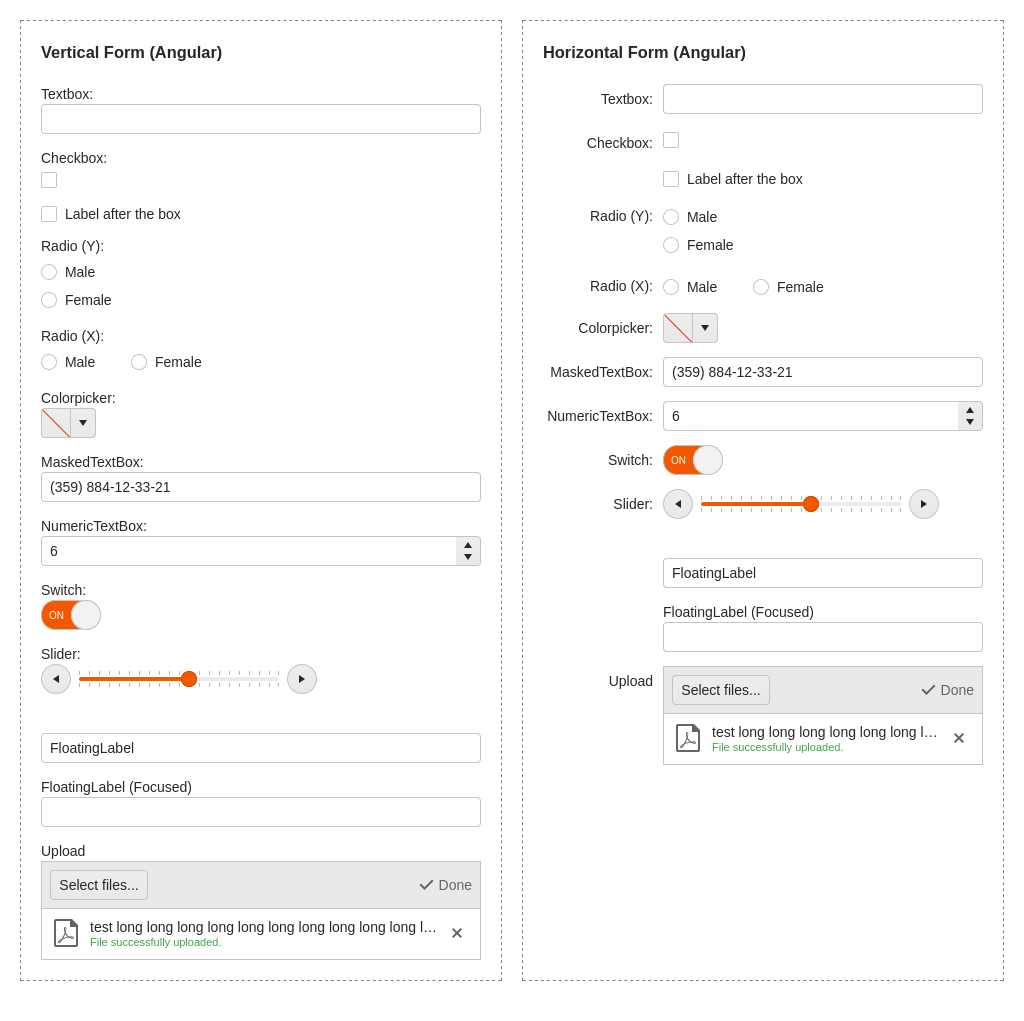 Vertical Form (Angular)
Textbox:
Checkbox:
Label after the box
Radio (Y):
Male
Female
Radio (X):
Male Female
Colorpicker:
MaskedTextBox:
(359) 884-12-33-21
NumericTextBox:
6
Switch:
ON
Slider:
FloatingLabel
FloatingLabel (Focused)
Upload
Select files... Done
test long long long long long long long long long long l...
File successfully uploaded.
Horizontal Form (Angular)
Textbox:
Checkbox:
Label after the box
Radio (Y): Male
Female
Radio (X): Male Female
Colorpicker:
MaskedTextBox: (359) 884-12-33-21
NumericTextBox: 6
Switch: ON
Slider:
FloatingLabel
FloatingLabel (Focused)
Upload Select files... Done
test long long long long long long l...
File successfully uploaded.